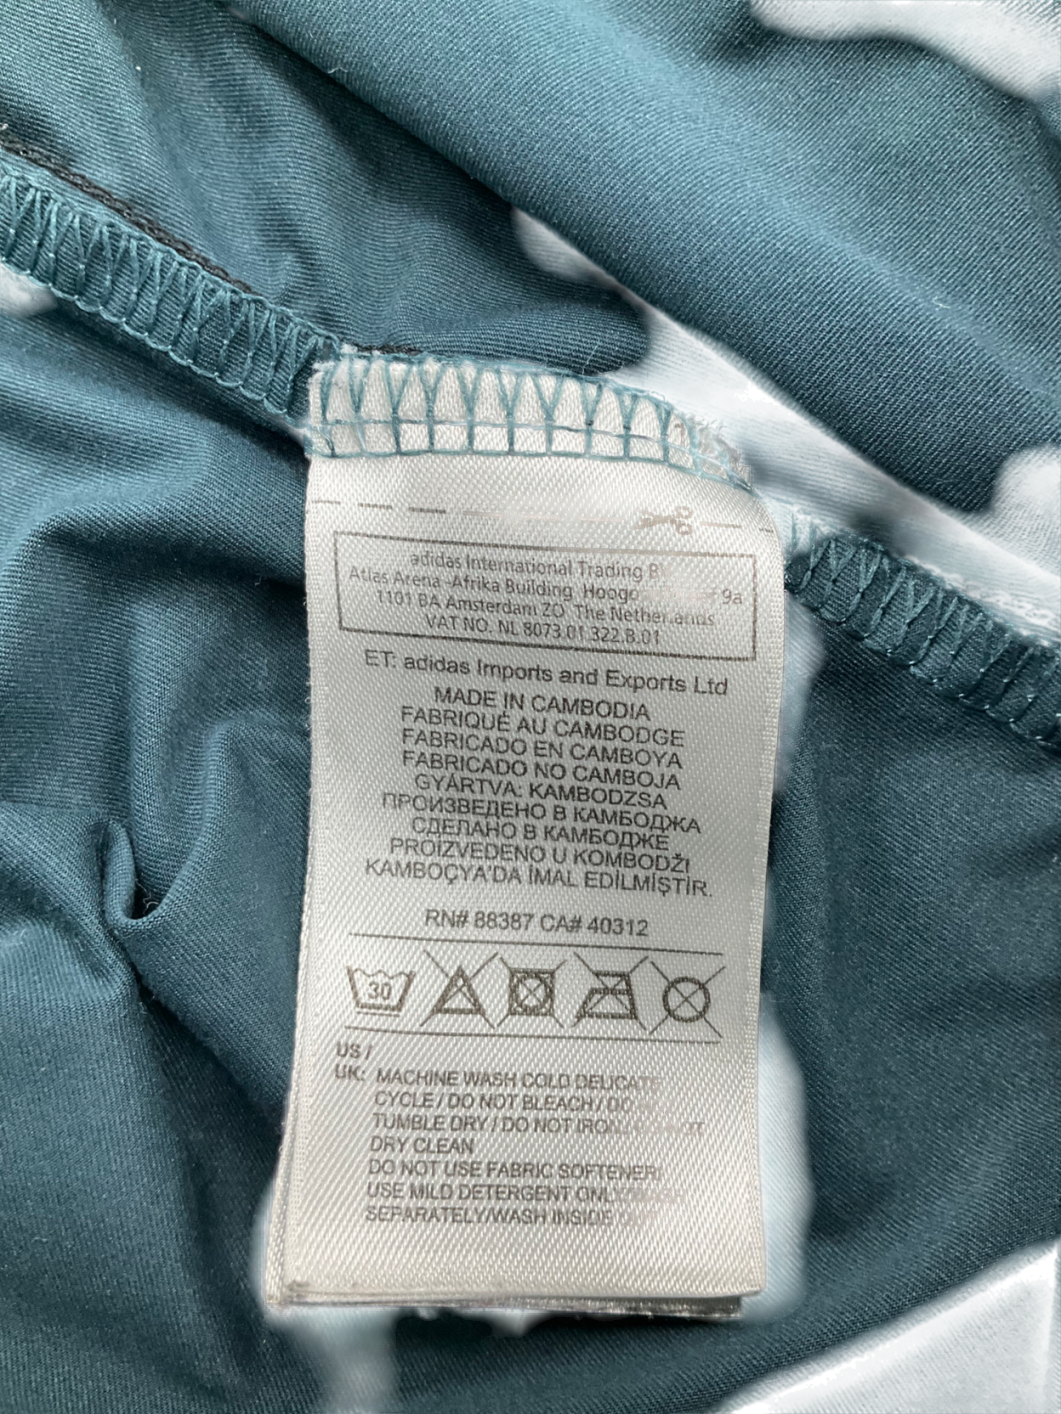 adidas International Trading B
Atlas Arena -Afrika Building Hoogo 9a
1101 BA Amsterdam ZO The Netherlands
VAT NO. NL 8073.01.322.B.01
ET: adidas Imports and Exports Ltd
MADE IN CAMBODIA
FABRIQUÉ AU CAMBODGE
FABRICADO EN CAMBOYA
FABRICADO NO CAMBOJA
GYÁRTVA: KAMBODZSA
ПРОИЗВЕДЕНО В КАМБОДЖА
СДЕЛАНО В КАМБОДЖЕ
PROIZVEDENO U KOMBODŽI
KAMBOÇYA'DA İMAL EDİLMİŞTİR.
RN# 88387 CA# 40312
30
US /
UK: MACHINE WASH COLD DELICATE
CYCLE / DO NOT BLEACH / DO
TUMBLE DRY / DO NOT IRON
DRY CLEAN
DO NOT USE FABRIC SOFTENER/
USE MILD DETERGENT ONLY
SEPARATELY/WASH INSIDE